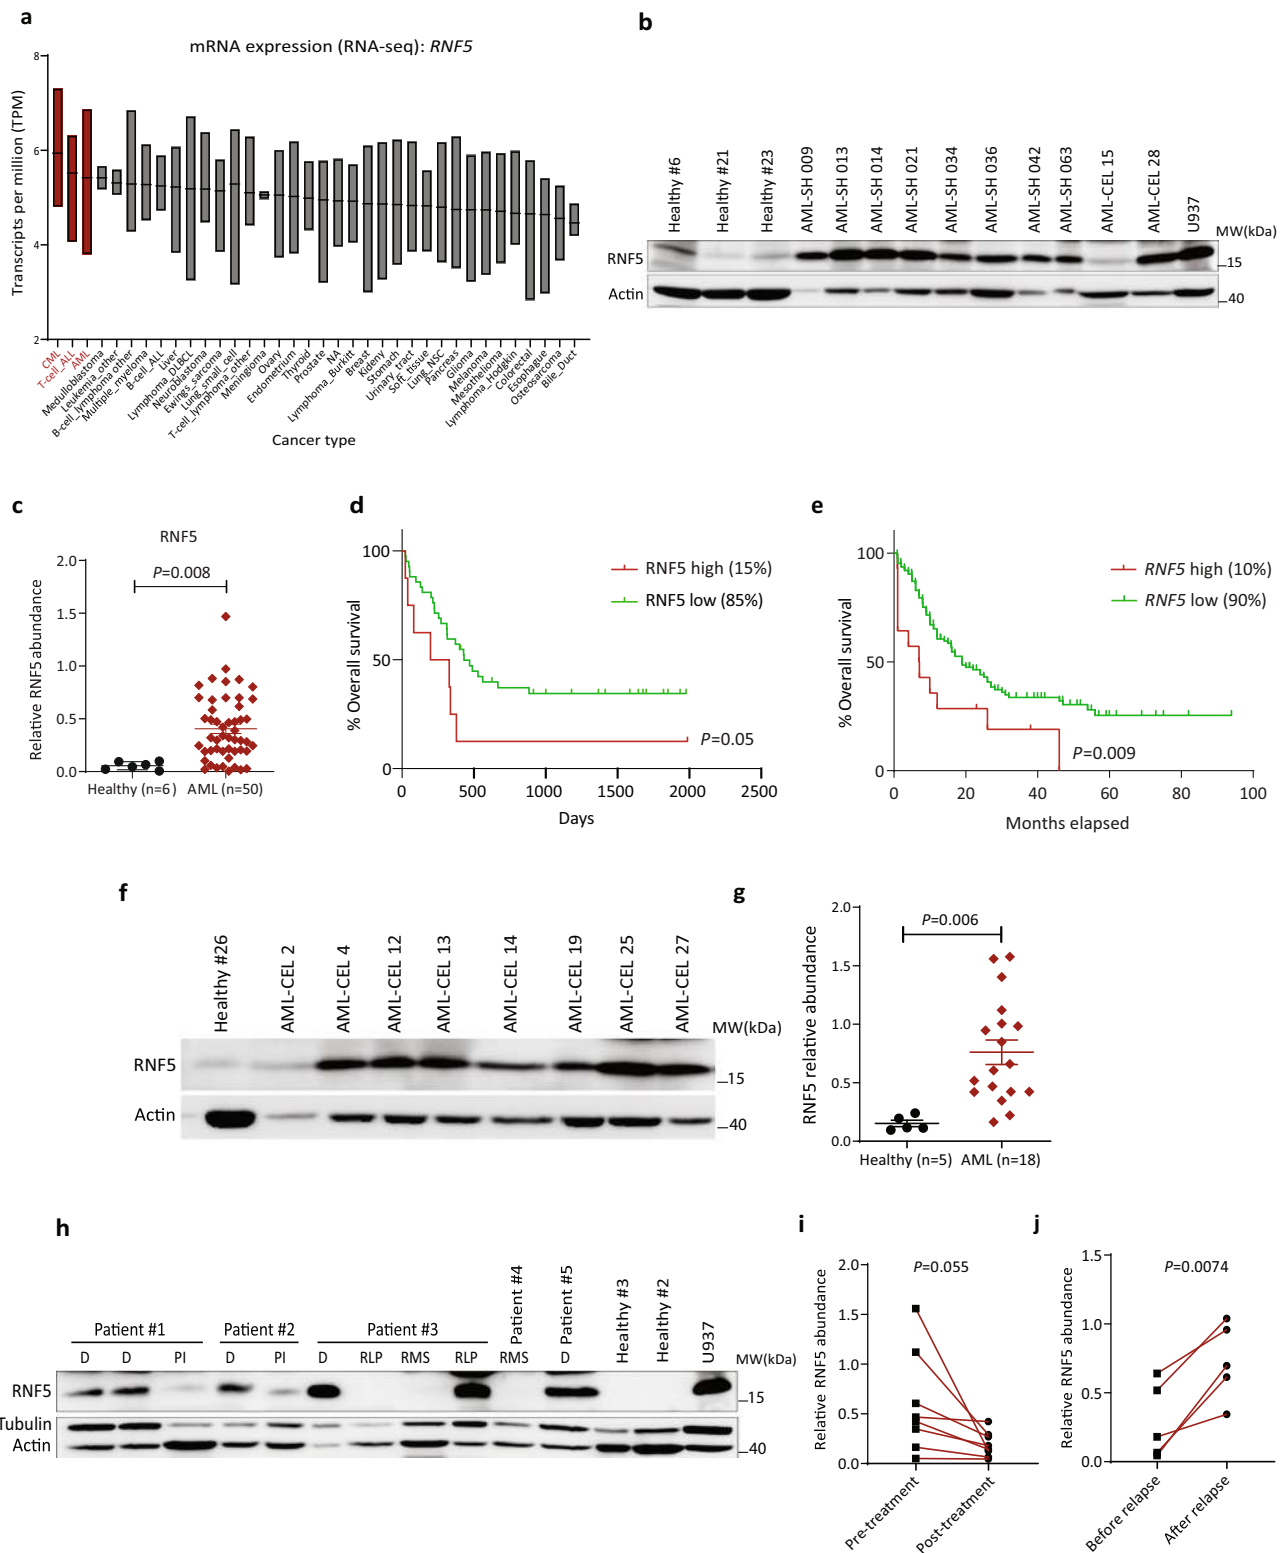 a
mRNA expression (RNA-seq): RNF5
Transcripts per million (TPM)
8
6
4
2
CML
T-cell_ALL
AML
Medulloblastoma
Leukemia_other
B-cell_lymphoma other
Multiple_myeloma
B-cell_ALL
Liver
Lymphoma_DLBCL
Neuroblastoma
Ewings_sarcoma
Lung_small_cell
T-cell_lymphoma_other
Meningioma
Ovary
Endometrium
Thyroid
Prostate
NA
Lymphoma_Burkitt
Breast
Kideny
Stomach
Urinary_tract
Soft_tissue
Lung_NSC
Pancreas
Glioma
Melanoma
Mesothelioma
Lymphoma_Hodgkin
Colorectal
Esophague
Osteosarcoma
Bile_Duct
Cancer type
b
Healthy #6
Healthy #21
Healthy #23
AML-SH 009
AML-SH 013
AML-SH 014
AML-SH 021
AML-SH 034
AML-SH 036
AML-SH 042
AML-SH 063
AML-CEL 15
AML-CEL 28
U937
MW(kDa)
RNF5
15
Actin
40
c
RNF5
Relative RNF5 abundance
2.0
1.5
1.0
0.5
0.0
P=0.008
Healthy (n=6) AML (n=50)
d
% Overall survival
100
50
0
RNF5 high (15%)
RNF5 low (85%)
P=0.05
0 500 1000 1500 2000 2500
Days
e
% Overall survival
100
50
0
RNF5 high (10%)
RNF5 low (90%)
P=0.009
0 20 40 60 80 100
Months elapsed
f
Healthy #26
AML-CEL 2
AML-CEL 4
AML-CEL 12
AML-CEL 13
AML-CEL 14
AML-CEL 19
AML-CEL 25
AML-CEL 27
MW(kDa)
RNF5
15
Actin
40
g
RNF5 relative abundance
2.0
1.5
1.0
0.5
0.0
P=0.006
Healthy (n=5) AML (n=18)
h
Patient #1 Patient #2 Patient #3
Patient #4
Patient #5
Healthy #3
Healthy #2
U937
D D PI D PI D RLP RMS RLP RMS D
MW(kDa)
RNF5
15
Tubulin
Actin
40
i
Relative RNF5 abundance
2.0
1.5
1.0
0.5
0.0
P=0.055
Pre-treatment
Post-treatment
j
Relative RNF5 abundance
1.5
1.0
0.5
0.0
P=0.0074
Before relapse
After relapse